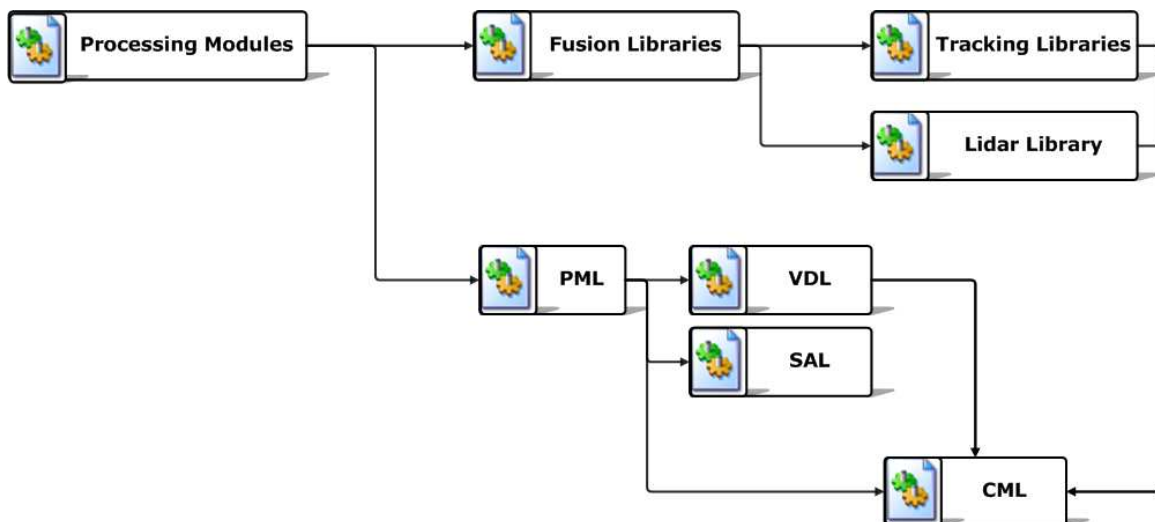 Processing Modules
Fusion Libraries
Tracking Libraries
Lidar Library
PML
VDL
SAL
CML